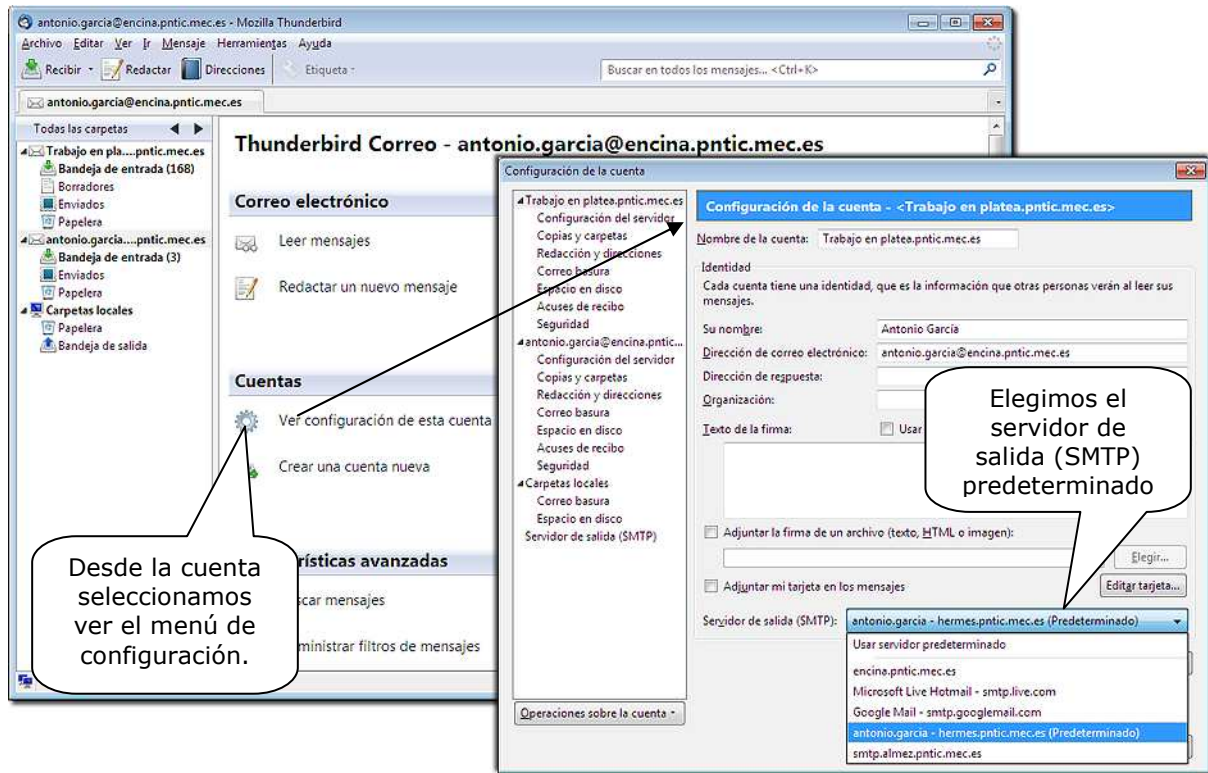 antonio.garcia@encina.pntic.mec.es - Mozilla Thunderbird
Archivo Editar Ver Ir Mensaje Herramientas Ayuda
Recibir Redactar Direcciones Etiqueta
Buscar en todos los mensajes... <Ctrl+K>
antonio.garcia@encina.pntic.mec.es
Todas las carpetas
Trabajo en pla....pntic.mec.es
Bandeja de entrada (168)
Borradores
Enviados
Papelera
antonio.garcia....pntic.mec.es
Bandeja de entrada (3)
Enviados
Papelera
Carpetas locales
Papelera
Bandeja de salida
Thunderbird Correo - antonio.garcia@encina.pntic.mec.es
Correo electrónico
Leer mensajes
Redactar un nuevo mensaje
Cuentas
Ver configuración de esta cuenta
Crear una cuenta nueva
rísticas avanzadas
scar mensajes
ministrar filtros de mensajes
Desde la cuenta
seleccionamos
ver el menú de
configuración.
Configuración de la cuenta
Trabajo en platea.pntic.mec.es
Configuración del servidor
Copias y carpetas
Redacción y direcciones
Correo basura
Espacio en disco
Acuses de recibo
Seguridad
antonio.garcia@encina.pntic...
Configuración del servidor
Copias y carpetas
Redacción y direcciones
Correo basura
Espacio en disco
Acuses de recibo
Seguridad
Carpetas locales
Correo basura
Espacio en disco
Servidor de salida (SMTP)
Operaciones sobre la cuenta
Configuración de la cuenta - <Trabajo en platea.pntic.mec.es>
Nombre de la cuenta: Trabajo en platea.pntic.mec.es
Identidad
Cada cuenta tiene una identidad, que es la información que otras personas verán al leer sus
mensajes.
Su nombre: Antonio García
Dirección de correo electrónico: antonio.garcia@encina.pntic.mec.es
Dirección de respuesta:
Organización:
Texto de la firma: Usar
Elegimos el
servidor de
salida (SMTP)
predeterminado
Adjuntar la firma de un archivo (texto, HTML o imagen):
Elegir...
Adjuntar mi tarjeta en los mensajes Editar tarjeta...
Servidor de salida (SMTP): antonio.garcia - hermes.pntic.mec.es (Predeterminado)
Usar servidor predeterminado
encina.pntic.mec.es
Microsoft Live Hotmail - smtp.live.com
Google Mail - smtp.googlemail.com
antonio.garcia - hermes.pntic.mec.es (Predeterminado)
smtp.almez.pntic.mec.es